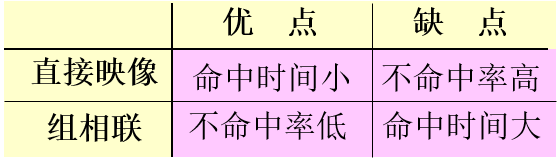 优 点 缺 点
直接映像 命中时间小 不命中率高
组相联 不命中率低 命中时间大